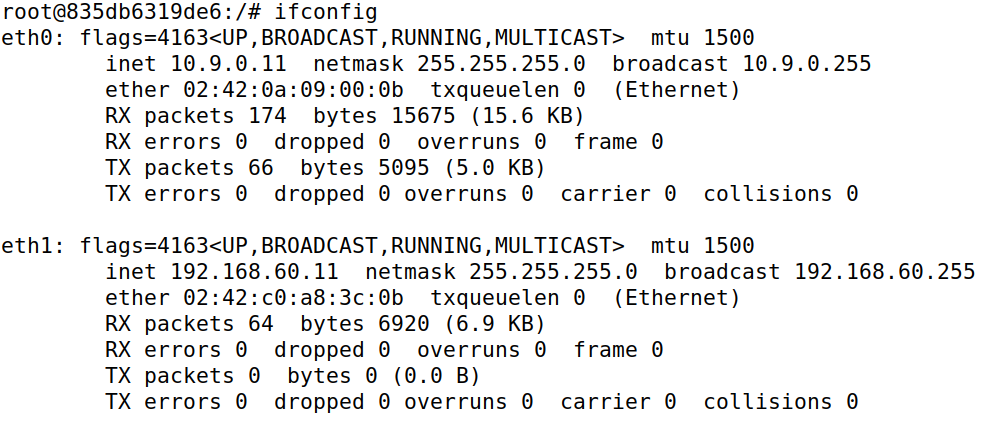 root@835db6319de6:/# ifconfig
eth0: flags=4163<UP,BROADCAST,RUNNING,MULTICAST>  mtu 1500
        inet 10.9.0.11  netmask 255.255.255.0  broadcast 10.9.0.255
        ether 02:42:0a:09:00:0b  txqueuelen 0  (Ethernet)
        RX packets 174  bytes 15675 (15.6 KB)
        RX errors 0  dropped 0  overruns 0  frame 0
        TX packets 66  bytes 5095 (5.0 KB)
        TX errors 0  dropped 0 overruns 0  carrier 0  collisions 0

eth1: flags=4163<UP,BROADCAST,RUNNING,MULTICAST>  mtu 1500
        inet 192.168.60.11  netmask 255.255.255.0  broadcast 192.168.60.255
        ether 02:42:c0:a8:3c:0b  txqueuelen 0  (Ethernet)
        RX packets 64  bytes 6920 (6.9 KB)
        RX errors 0  dropped 0  overruns 0  frame 0
        TX packets 0  bytes 0 (0.0 B)
        TX errors 0  dropped 0 overruns 0  carrier 0  collisions 0